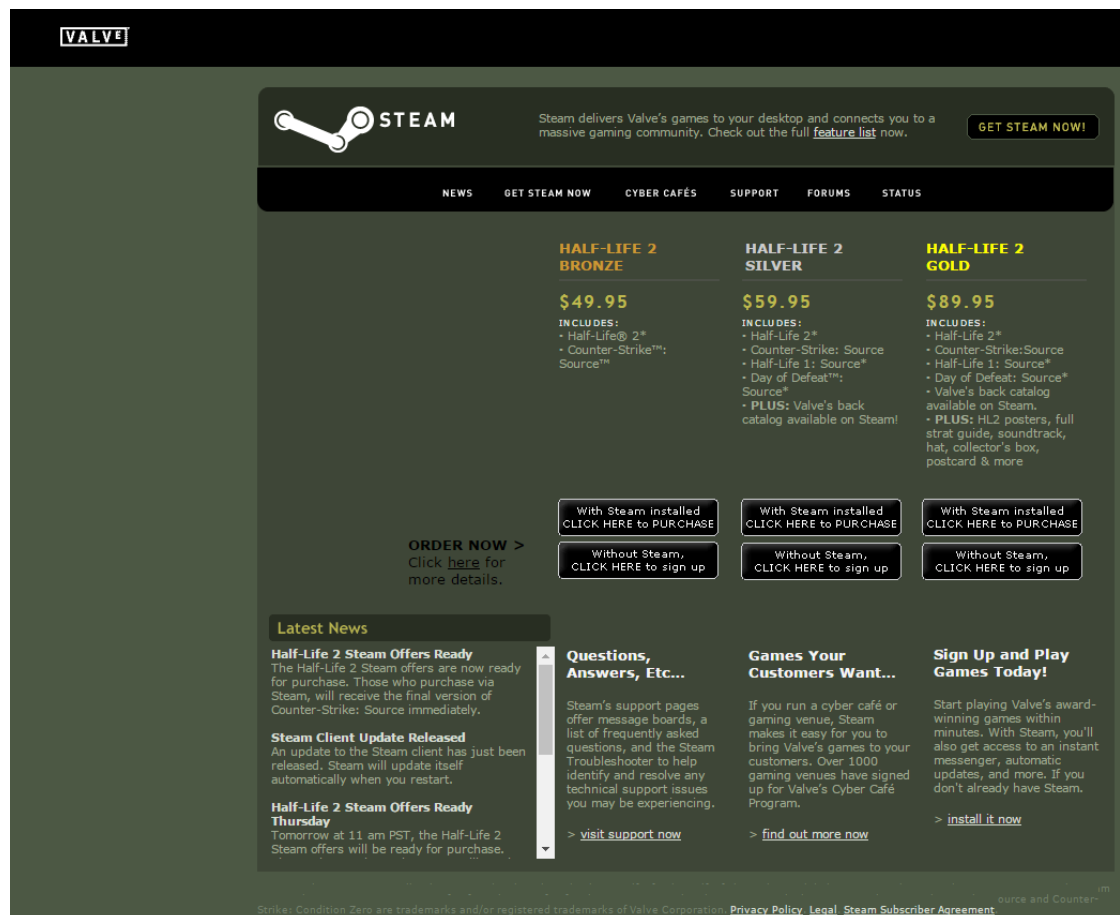 VALVE
STEAM
Steam delivers Valve's games to your desktop and connects you to a
massive gaming community. Check out the full feature list now.
GET STEAM NOW!
NEWS GET STEAM NOW CYBER CAFÉS SUPPORT FORUMS STATUS
HALF-LIFE 2
BRONZE
$49.95
INCLUDES:
• Half-Life® 2*
• Counter-Strike™:
Source™
HALF-LIFE 2
SILVER
$59.95
INCLUDES:
• Half-Life 2*
• Counter-Strike: Source
• Half-Life 1: Source*
• Day of Defeat™:
Source*
• PLUS: Valve's back
catalog available on Steam!
HALF-LIFE 2
GOLD
$89.95
INCLUDES:
• Half-Life 2*
• Counter-Strike:Source
• Half-Life 1: Source*
• Day of Defeat: Source*
• Valve's back catalog
available on Steam.
• PLUS: HL2 posters, full
strat guide, soundtrack,
hat, collector's box,
postcard & more
ORDER NOW >
Click here for
more details.
With Steam installed
CLICK HERE to PURCHASE
Without Steam,
CLICK HERE to sign up
With Steam installed
CLICK HERE to PURCHASE
Without Steam,
CLICK HERE to sign up
With Steam installed
CLICK HERE to PURCHASE
Without Steam,
CLICK HERE to sign up
Latest News
Half-Life 2 Steam Offers Ready
The Half-Life 2 Steam offers are now ready
for purchase. Those who purchase via
Steam, will receive the final version of
Counter-Strike: Source immediately.
Steam Client Update Released
An update to the Steam client has just been
released. Steam will update itself
automatically when you restart.
Half-Life 2 Steam Offers Ready
Thursday
Tomorrow at 11 am PST, the Half-Life 2
Steam offers will be ready for purchase.
Questions,
Answers, Etc...
Steam's support pages
offer message boards, a
list of frequently asked
questions, and the Steam
Troubleshooter to help
identify and resolve any
technical support issues
you may be experiencing.
> visit support now
Games Your
Customers Want...
If you run a cyber café or
gaming venue, Steam
makes it easy for you to
bring Valve's games to your
customers. Over 1000
gaming venues have signed
up for Valve's Cyber Café
Program.
> find out more now
Sign Up and Play
Games Today!
Start playing Valve's award-
winning games within
minutes. With Steam, you'll
also get access to an instant
messenger, automatic
updates, and more. If you
don't already have Steam.
> install it now
ource and Counter-
Strike: Condition Zero are trademarks and/or registered trademarks of Valve Corporation. Privacy Policy. Legal. Steam Subscriber Agreement